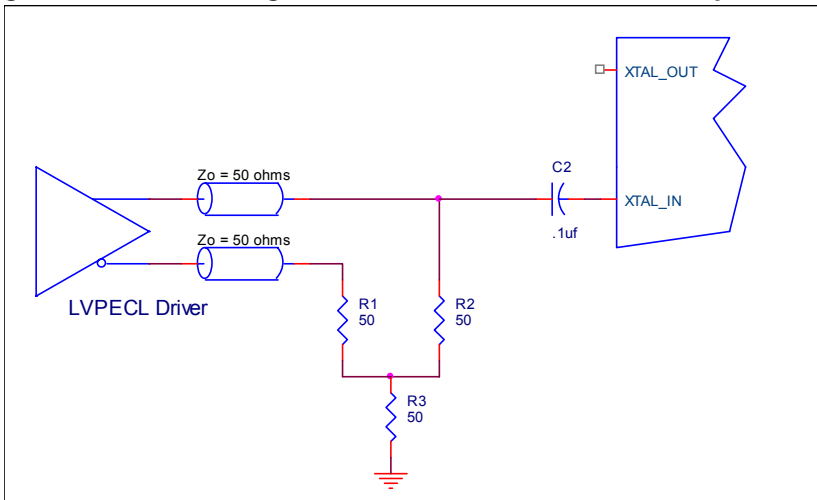 XTAL_OUT
C2
Zo = 50 ohms
XTAL_IN
.1uf
Zo = 50 ohms
LVPECL Driver
R1
50
R2
50
R3
50